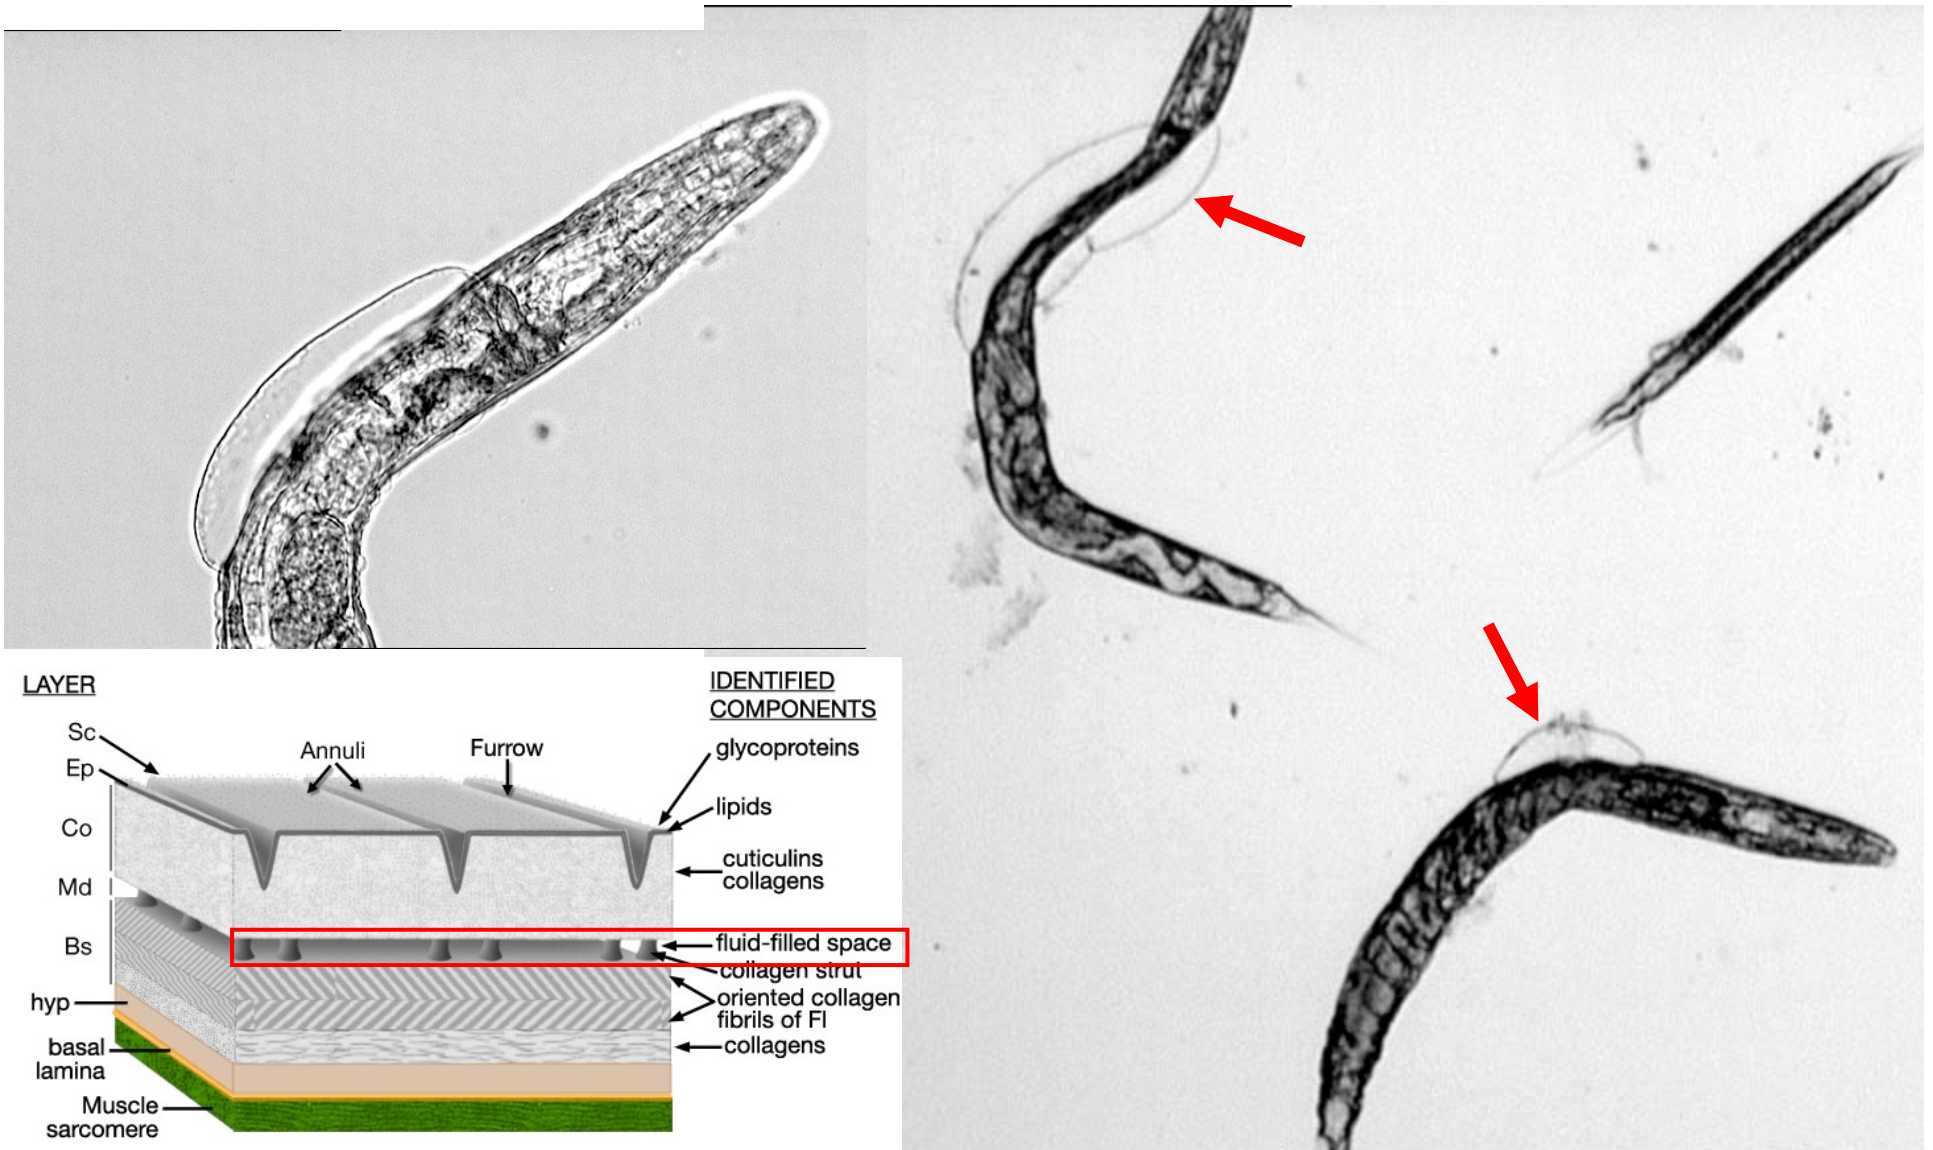 LAYER
Sc
Ep
Co
Md
Bs
hyp
basal
lamina
Muscle
sarcomere
Annuli
Furrow
IDENTIFIED
COMPONENTS
glycoproteins
lipids
cuticulins
collagens
fluid-filled space
collagen strut
oriented collagen
fibrils of Fl
collagens